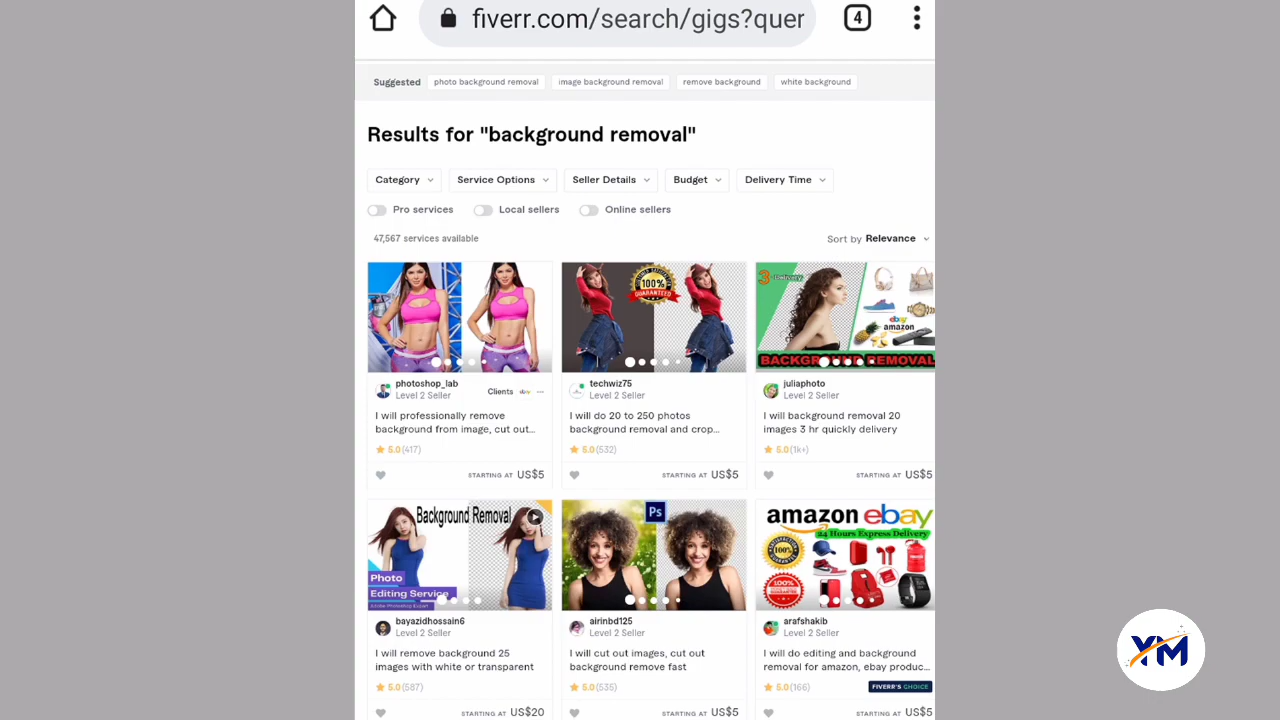 fiverr.com/search/gigs?quer
4
Suggested photo background removal image background removal remove background white background
Results for "background removal"
Category Service Options Seller Details Budget Delivery Time
Pro services Local sellers Online sellers
47,567 services available
Sort by Relevance
100%
GUARANTEED
3
ebay
amazon
BACKGROUND REMOVAL
photoshop_lab
Level 2 Seller
Clients ebay
I will professionally remove
background from image, cut out...
5.0(417)
STARTING AT US$5
techwiz75
Level 2 Seller
I will do 20 to 250 photos
background removal and crop...
5.0(532)
STARTING AT US$5
juliaphoto
Level 2 Seller
I will background removal 20
images 3 hr quickly delivery
5.0(1k+)
STARTING AT US$5
Background Removal
Photo
Editing Service
Adobe-Photoshop Expert
Ps
amazon ebay
24 Hours Express Delivery
100%
100%
bayazidhossain6
Level 2 Seller
I will remove background 25
images with white or transparent
5.0(587)
STARTING AT US$20
airinbd125
Level 2 Seller
I will cut out images, cut out
background remove fast
5.0(535)
STARTING AT US$5
arafshakib
Level 2 Seller
I will do editing and background
removal for amazon, ebay produc...
5.0(166)
FIVERR'S CHOICE
STARTING AT US$5
YM